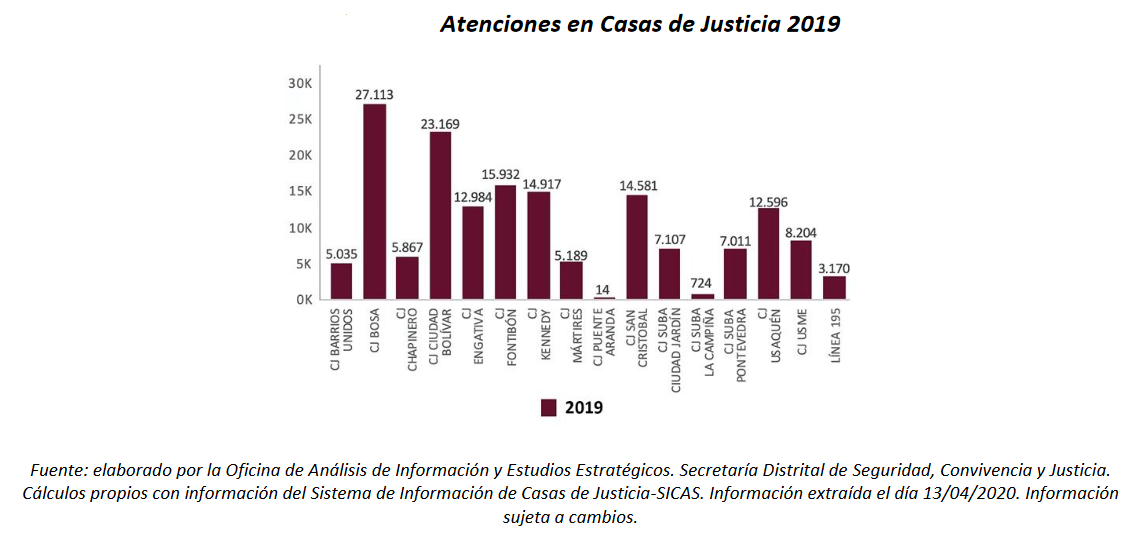 Atenciones en Casas de Justicia 2019
30K
25K
20K
15K
10K
5K
0K
5.035
27.113
5.867
23.169
12.984
15.932
14.917
5.189
14
14.581
7.107
724
7.011
12.596
8.204
3.170
CJ BARRIOS
UNIDOS
CJ BOSA
CJ
CHAPINERO
CJ CIUDAD
BOLÍVAR
CJ
ENGATIVA
CJ
FONTIBÓN
CJ
KENNEDY
CJ
MÁRTIRES
CJ PUENTE
ARANDA
CJ SAN
CRISTOBAL
CJ SUBA
CIUDAD JARDÍN
CJ SUBA
LA CAMPIÑA
CJ SUBA
PONTEVEDRA
CJ
USAQUÉN
CJ USME
LÍNEA 195
2019
Fuente: elaborado por la Oficina de Análisis de Información y Estudios Estratégicos. Secretaría Distrital de Seguridad, Convivencia y Justicia.
Cálculos propios con información del Sistema de Información de Casas de Justicia-SICAS. Información extraída el día 13/04/2020. Información
sujeta a cambios.